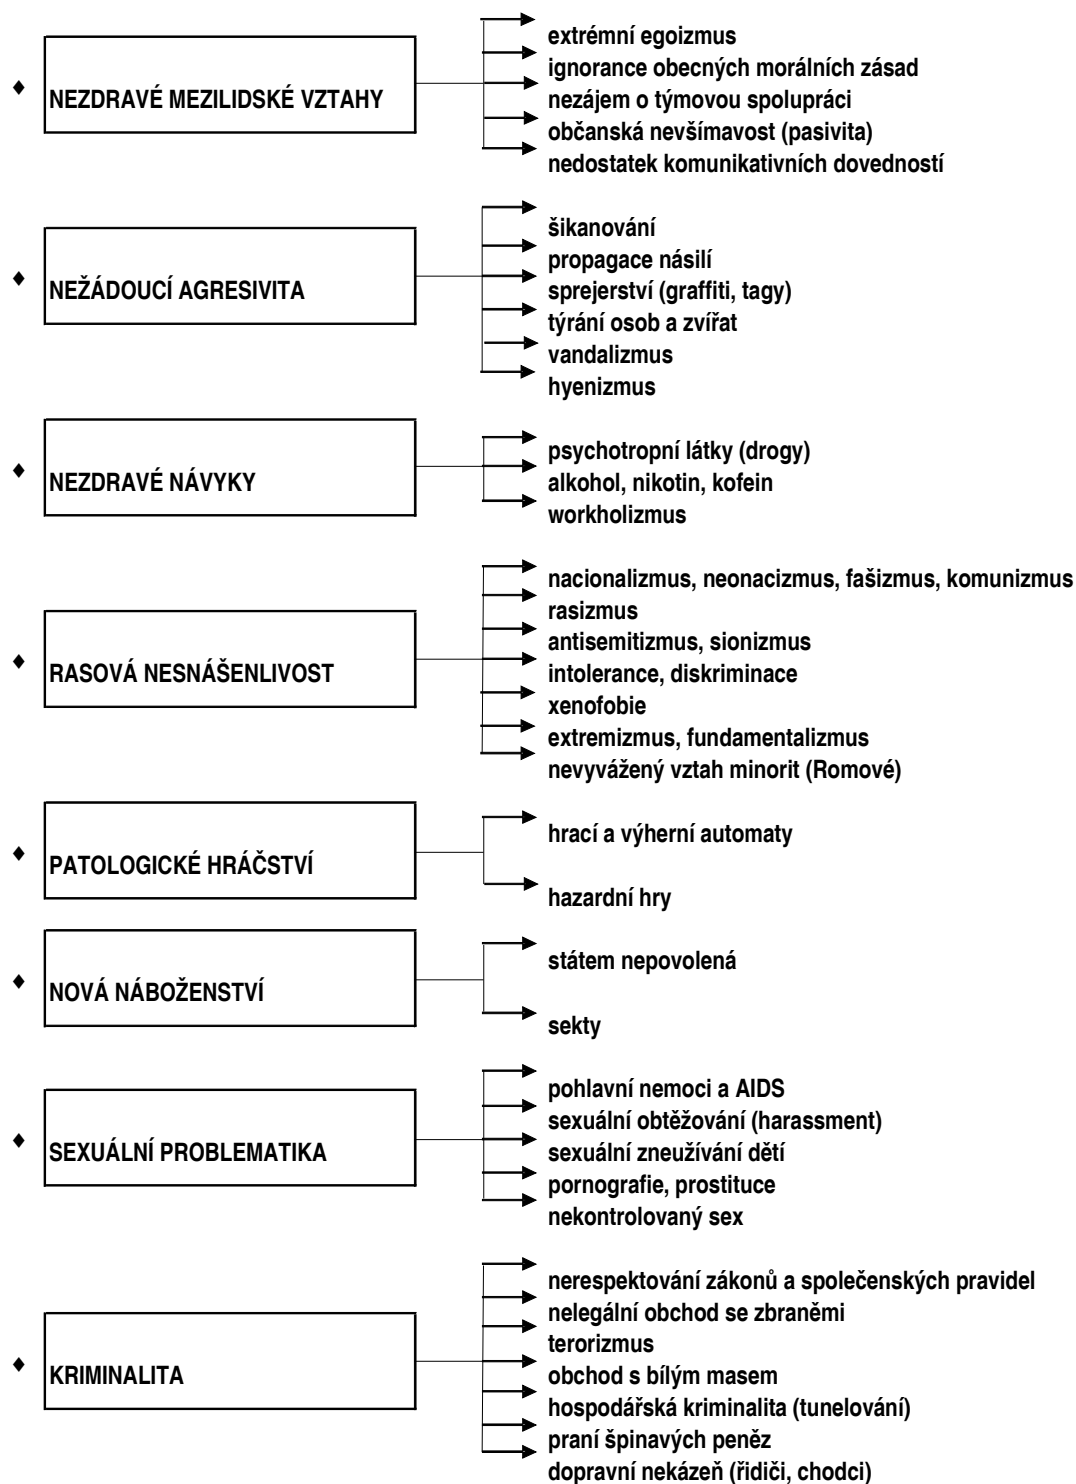 extrémní egoizmus
ignorance obecných morálních zásad
♦ NEZDRAVÉ MEZILIDSKÉ VZTAHY
nezájem o týmovou spolupráci
občanská nevšímavost (pasivita)
nedostatek komunikativních dovedností
šikanování
propagace násilí
♦ NEŽÁDOUCÍ AGRESIVITA
sprejerství (graffiti, tagy)
týrání osob a zvířat
vandalizmus
hyenizmus
psychotropní látky (drogy)
♦ NEZDRAVÉ NÁVYKY
alkohol, nikotin, kofein
workholizmus
nacionalizmus, neonacizmus, fašizmus, komunizmus
rasizmus
antisemitizmus, sionizmus
♦ RASOVÁ NESNÁŠENLIVOST
intolerance, diskriminace
xenofobie
extremizmus, fundamentalizmus
nevyvážený vztah minorit (Romové)
hrací a výherní automaty
♦ PATOLOGICKÉ HRÁČSTVÍ
hazardní hry
státem nepovolená
♦ NOVÁ NÁBOŽENSTVÍ
sekty
pohlavní nemoci a AIDS
sexuální obtěžování (harassment)
♦ SEXUÁLNÍ PROBLEMATIKA
sexuální zneužívání dětí
pornografie, prostituce
nekontrolovaný sex
nerespektování zákonů a společenských pravidel
nelegální obchod se zbraněmi
terorizmus
♦ KRIMINALITA
obchod s bílým masem
hospodářská kriminalita (tunelování)
praní špinavých peněz
dopravní nekázeň (řidiči, chodci)